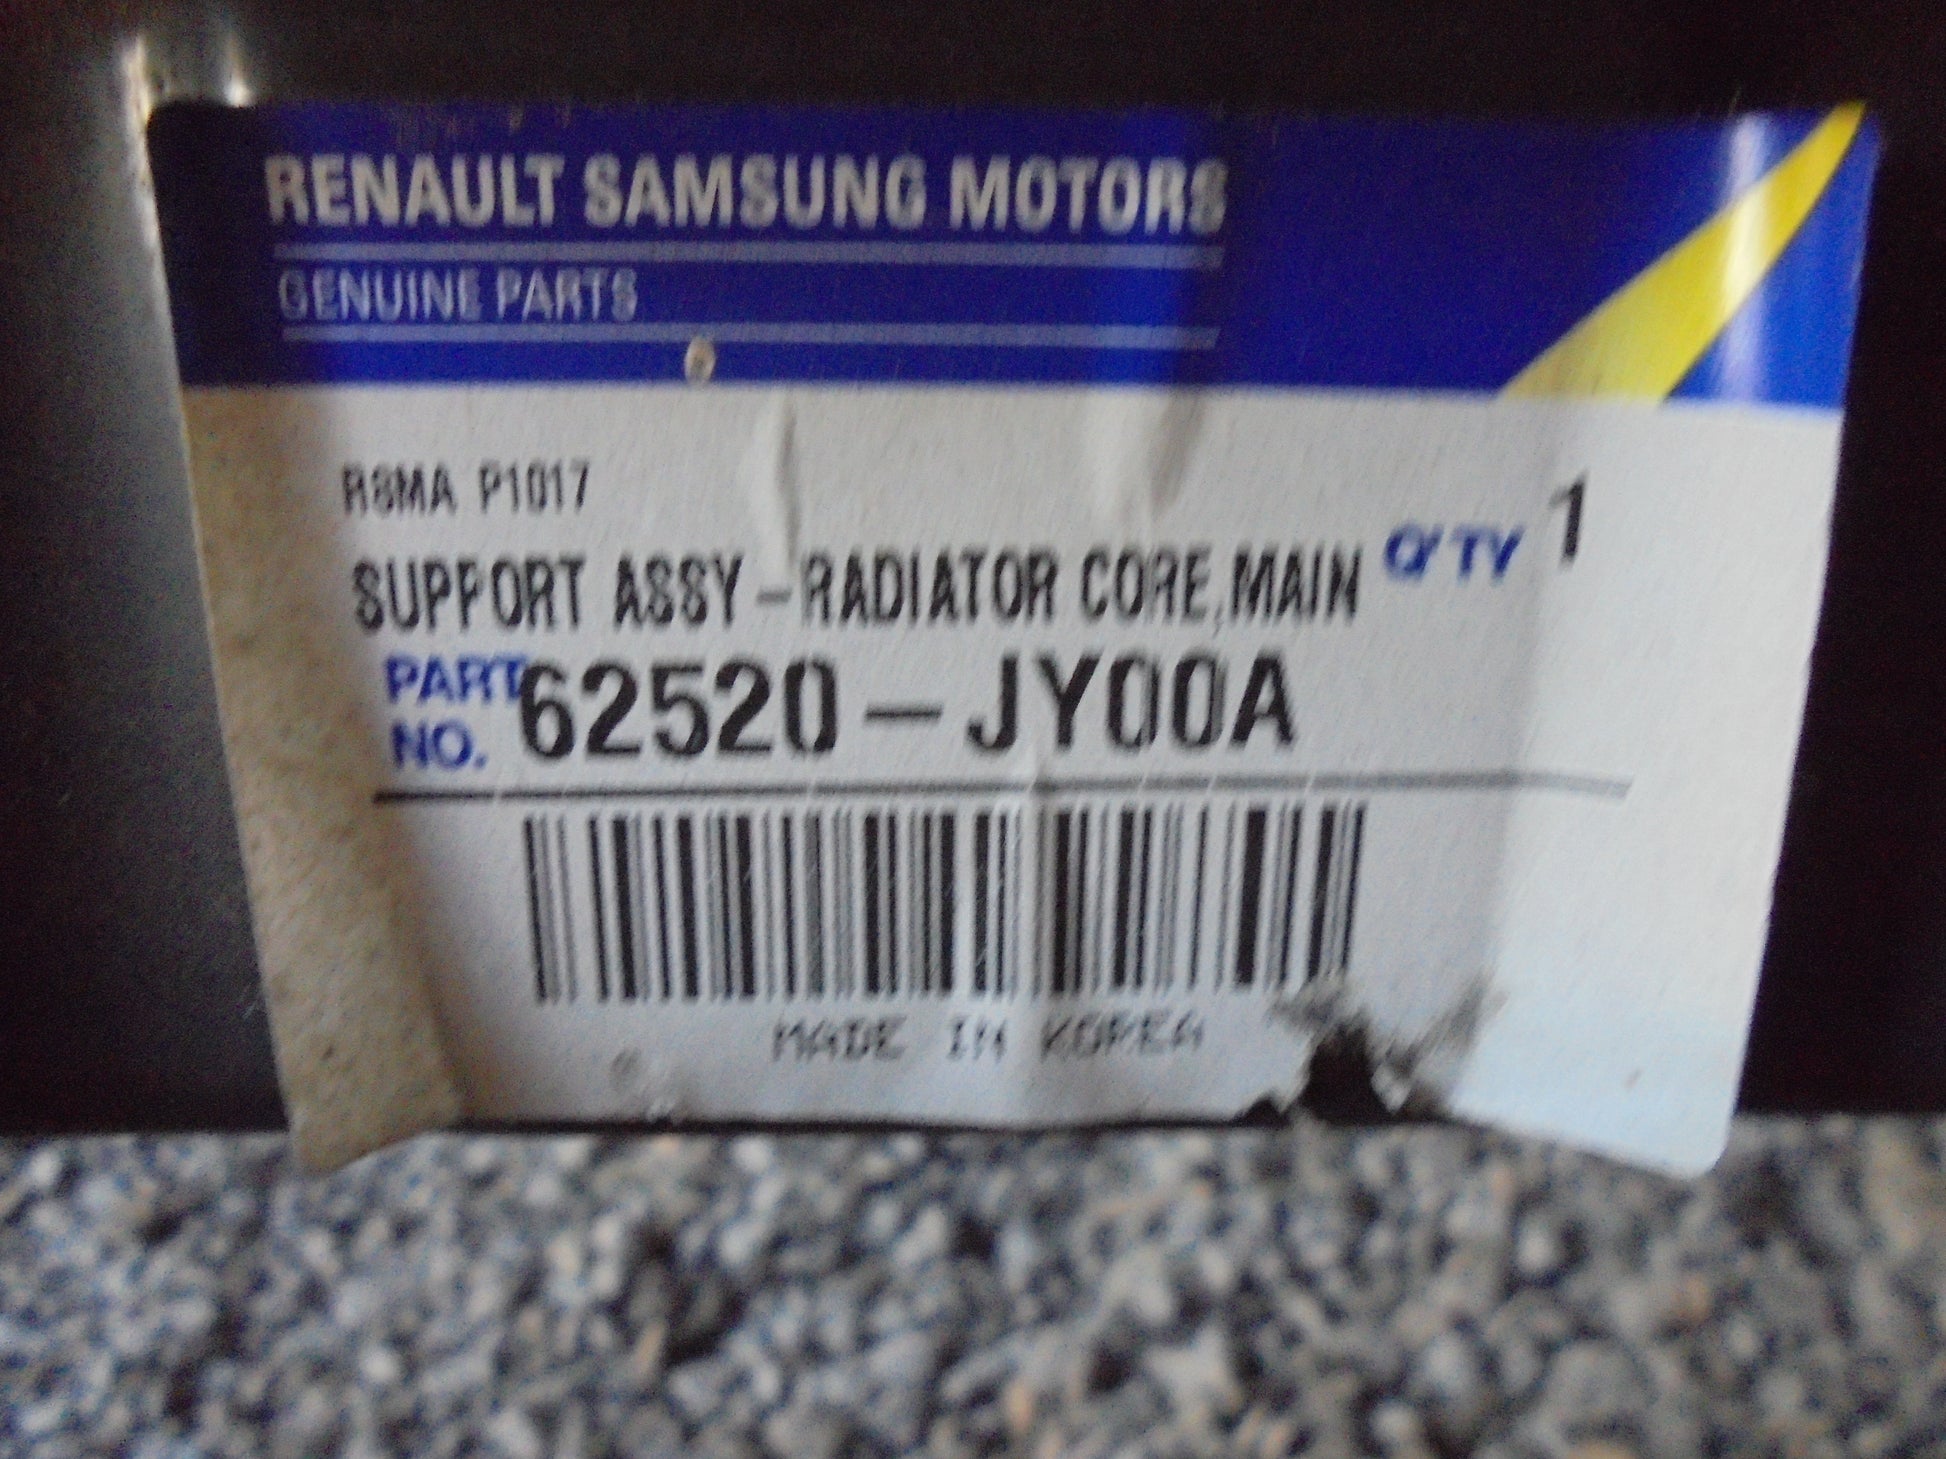 RENAULT SAMSUNG MOTORS
GENUINE PARTS
RSMA P1017
SUPPORT ASSY-RADIATOR CORE,MAIN Q'TY 1
PART NO. 62520-JY00A
MADE IN KOREA